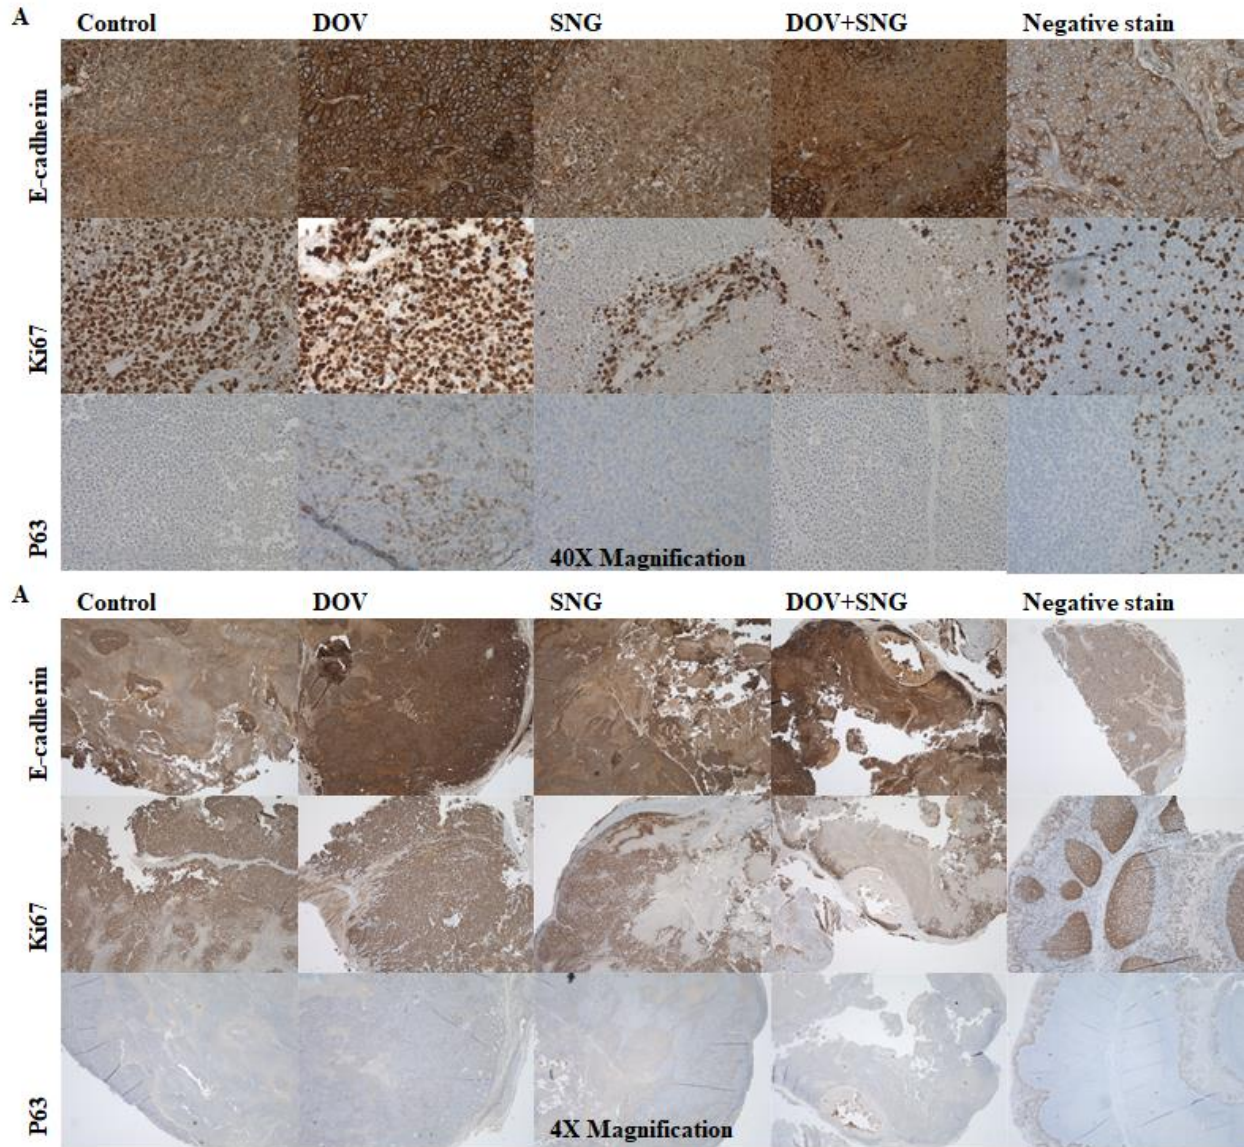 A
Control DOV SNG DOV+SNG Negative stain
E-cadherin
Ki67
P63
40X Magnification
A
Control DOV SNG DOV+SNG Negative stain
E-cadherin
Ki67
P63
4X Magnification